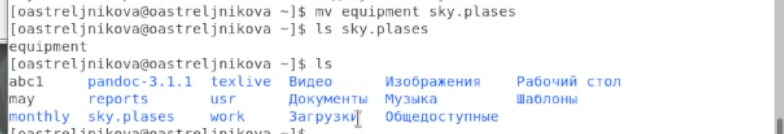 [oastreljnikova@oastreljnikova ~]$ mv equipment sky.plases
[oastreljnikova@oastreljnikova ~]$ ls sky.plases
equipment
[oastreljnikova@oastreljnikova ~]$ ls
abc1 pandoc-3.1.1 texlive Видео Изображения Рабочий стол
may reports usr Документы Музыка Шаблоны
monthly sky.plases work Загрузки Общедоступные
[oastreljnikova@oastreljnikova ~]$